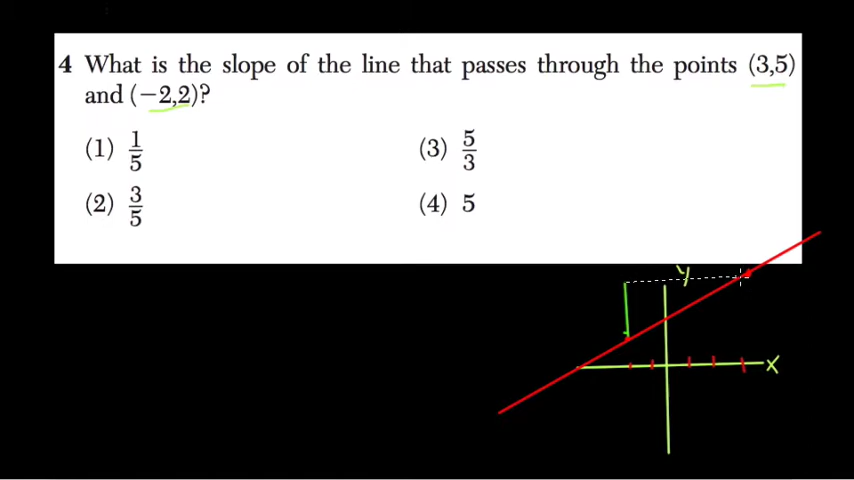 4 What is the slope of the line that passes through the points (3,5)
and (−2,2)?
(1) 1/5
(3) 5/3
(2) 3/5
(4) 5
y
x